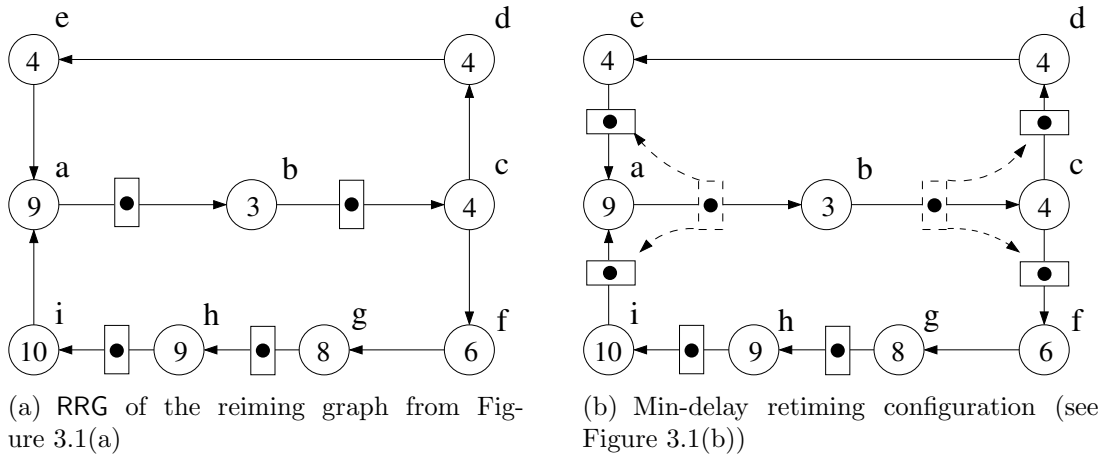 e
d
4
4
a
b
c
9
3
4
i
h
g
f
10
9
8
6
(a) RRG of the reiming graph from Fig-
ure 3.1(a)
e
d
4
4
a
b
c
9
3
4
i
h
g
f
10
9
8
6
(b) Min-delay retiming configuration (see
Figure 3.1(b))